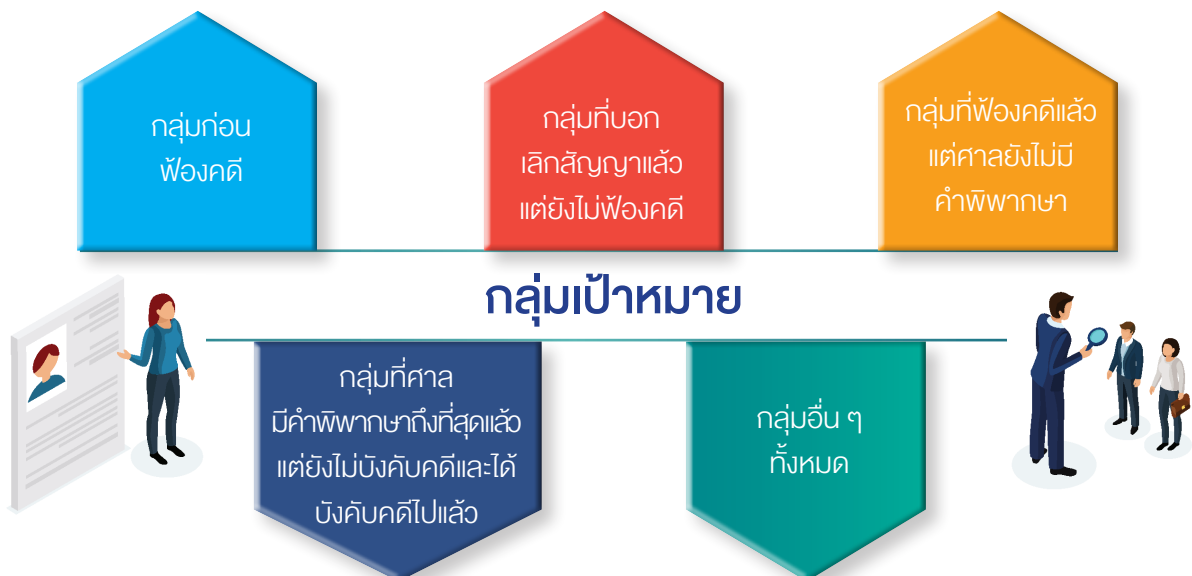 กลุ่มก่อน
ฟ้องคดี
กลุ่มที่บอก
เลิกสัญญาแล้ว
แต่ยังไม่ฟ้องคดี
กลุ่มที่ฟ้องคดีแล้ว
แต่ศาลยังไม่มี
คำพิพากษา
กลุ่มเป้าหมาย
กลุ่มที่ศาล
มีคำพิพากษาถึงที่สุดแล้ว
แต่ยังไม่บังคับคดีและได้
บังคับคดีไปแล้ว
กลุ่มอื่น ๆ
ทั้งหมด